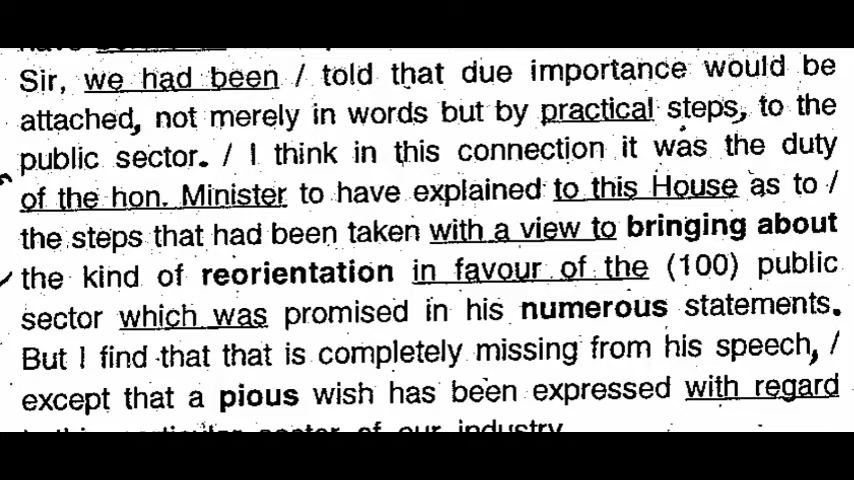 Sir, we had been / told that due importance would be
attached, not merely in words but by practical steps, to the
public sector. / I think in this connection it was the duty
of the hon. Minister to have explained to this House as to /
the steps that had been taken with a view to bringing about
the kind of reorientation in favour of the (100) public
sector which was promised in his numerous statements.
But I find that that is completely missing from his speech, /
except that a pious wish has been expressed with regard
sector of our industry.